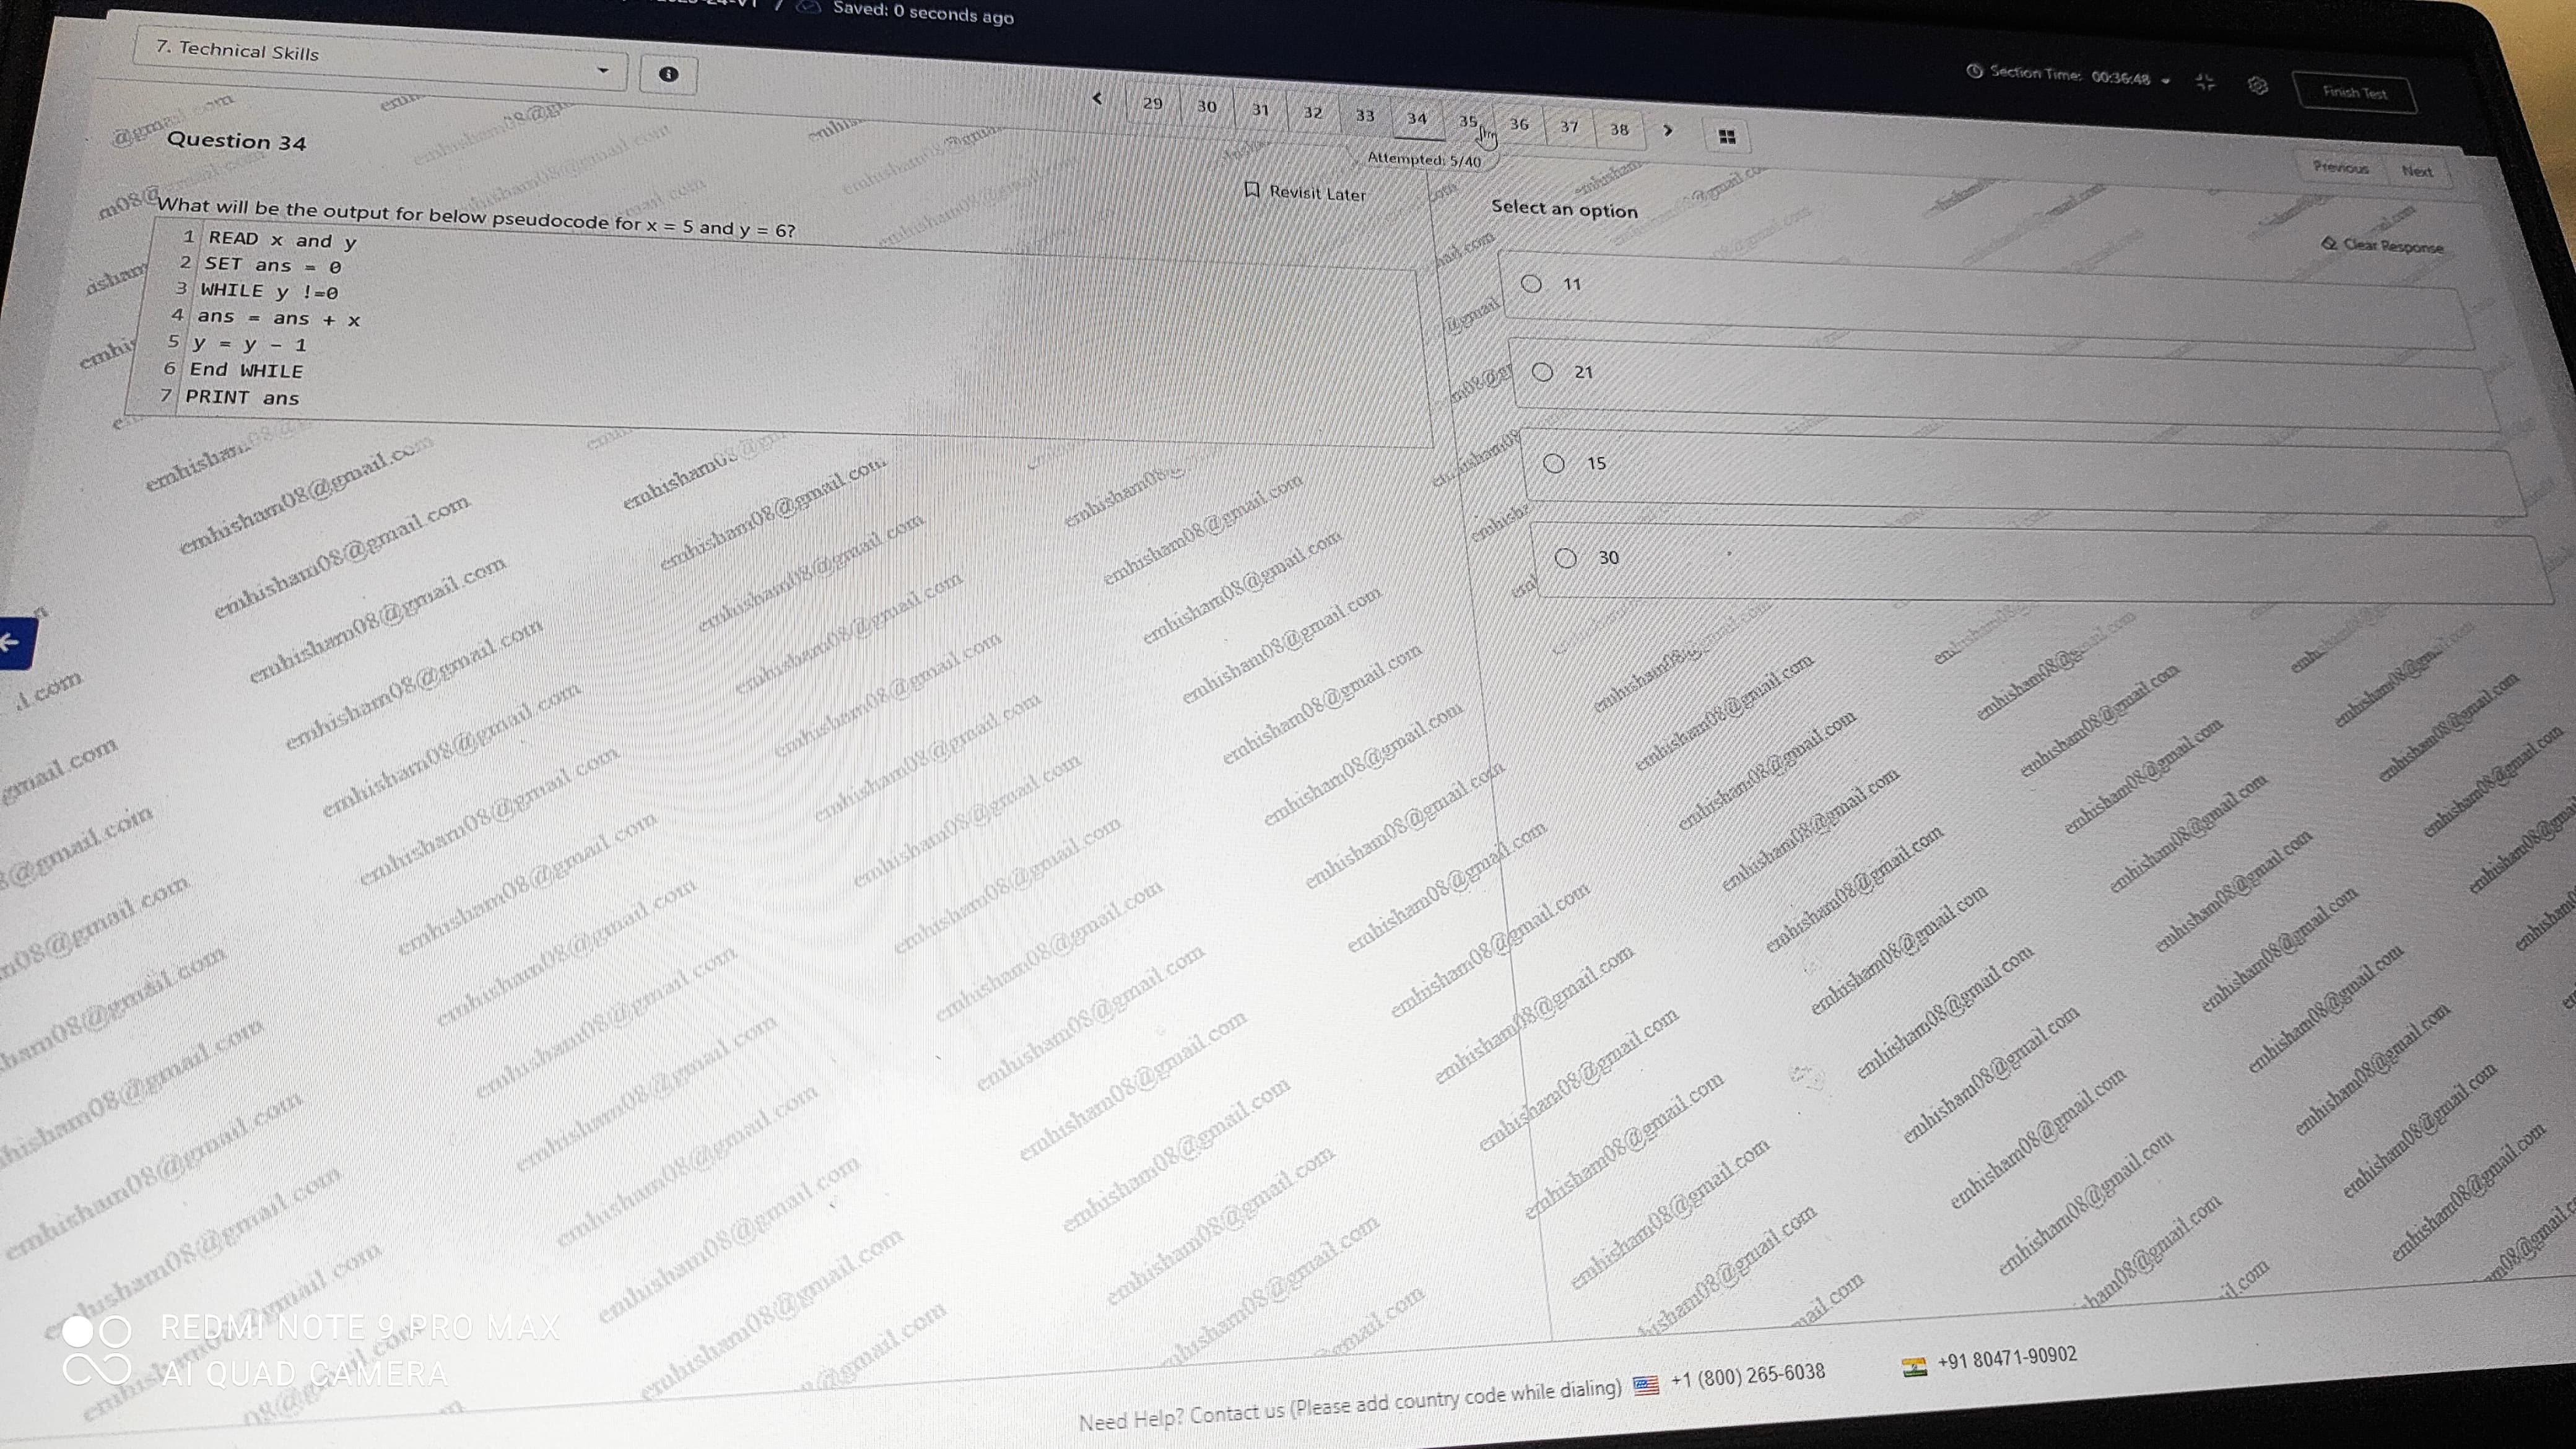 Saved: 0 seconds ago
7. Technical Skills
Section Time: 00:36:48
Finish Test
29 30 31 32 33 34 35 36 37 38
Attempted: 5/40
Previous Next
Question 34
Revisit Later
What will be the output for below pseudocode for x = 5 and y = 6?
1 READ x and y
2 SET ans = 0
3 WHILE y !=0
4 ans = ans + x
5 y = y - 1
6 End WHILE
7 PRINT ans
Select an option
Clear Response
11
21
15
30
emhisham08@gmail.com
REDMI NOTE 9 PRO MAX
AI QUAD CAMERA
Need Help? Contact us (Please add country code while dialing) +1 (800) 265-6038 +91 80471-90902